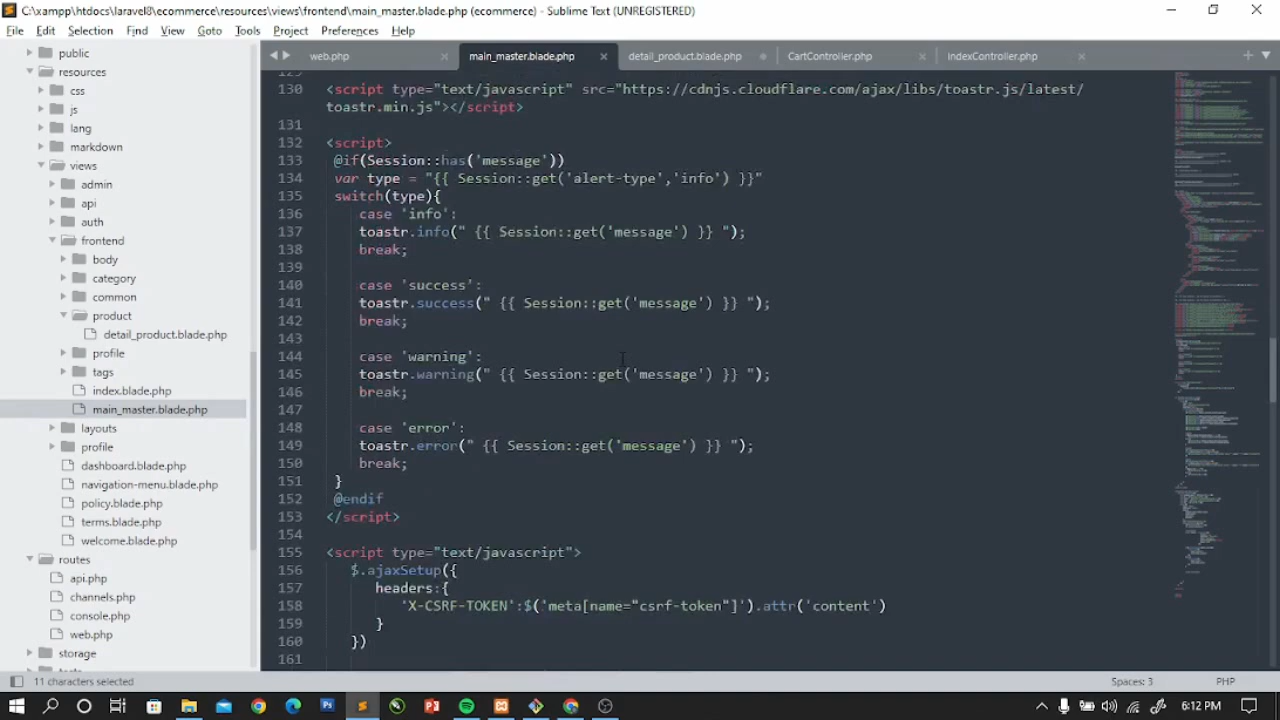 C:\xampp\htdocs\laravel8\ecommerce\resources\views\frontend\main_master.blade.php (ecommerce) - Sublime Text (UNREGISTERED)
File Edit Selection Find View Goto Tools Project Preferences Help
public
resources
css
js
lang
markdown
views
admin
api
auth
frontend
body
category
common
product
detail_product.blade.php
profile
tags
index.blade.php
main_master.blade.php
layouts
profile
dashboard.blade.php
navigation-menu.blade.php
policy.blade.php
terms.blade.php
welcome.blade.php
routes
api.php
channels.php
console.php
web.php
storage
web.php main_master.blade.php detail_product.blade.php CartController.php IndexController.php
129
130 <script type="text/javascript" src="https://cdnjs.cloudflare.com/ajax/libs/toastr.js/latest/
toastr.min.js"></script>
131
132 <script>
133 @if(Session::has('message'))
134 var type = "{{ Session::get('alert-type','info') }}"
135 switch(type){
136 case 'info':
137 toastr.info(" {{ Session::get('message') }} ");
138 break;
139
140 case 'success':
141 toastr.success(" {{ Session::get('message') }} ");
142 break;
143
144 case 'warning':
145 toastr.warning(" {{ Session::get('message') }} ");
146 break;
147
148 case 'error':
149 toastr.error(" {{ Session::get('message') }} ");
150 break;
151 }
152 @endif
153 </script>
154
155 <script type="text/javascript">
156 $.ajaxSetup({
157 headers:{
158 'X-CSRF-TOKEN':$('meta[name="csrf-token"]').attr('content')
159 }
160 })
161
11 characters selected Spaces: 3 PHP
6:12 PM